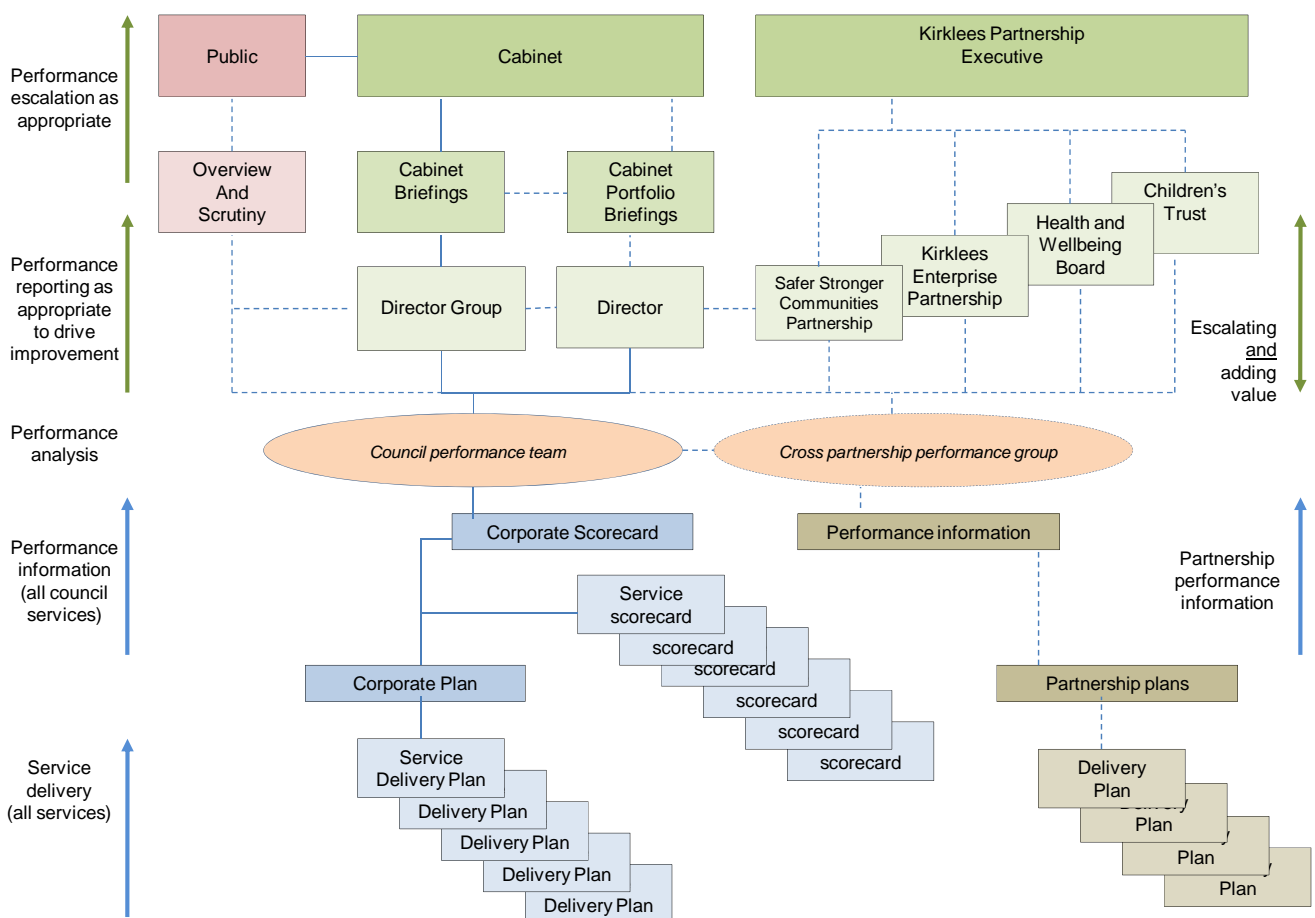 Performance
escalation as
appropriate
Public
Cabinet
Kirklees Partnership
Executive
Overview
And
Scrutiny
Cabinet
Briefings
Cabinet
Portfolio
Briefings
Children's
Trust
Health and
Wellbeing
Board
Kirklees
Enterprise
Partnership
Safer Stronger
Communities
Partnership
Performance
reporting as
appropriate
to drive
improvement
Director Group
Director
Escalating
and
adding
value
Performance
analysis
Council performance team
Cross partnership performance group
Performance
information
(all council
services)
Corporate Scorecard
Performance information
Partnership
performance
information
Service
scorecard
scorecard
scorecard
scorecard
scorecard
scorecard
Corporate Plan
Partnership plans
Service
delivery
(all services)
Service
Delivery Plan
Delivery Plan
Delivery Plan
Delivery Plan
Delivery Plan
Delivery
Plan
Plan
Plan
Plan